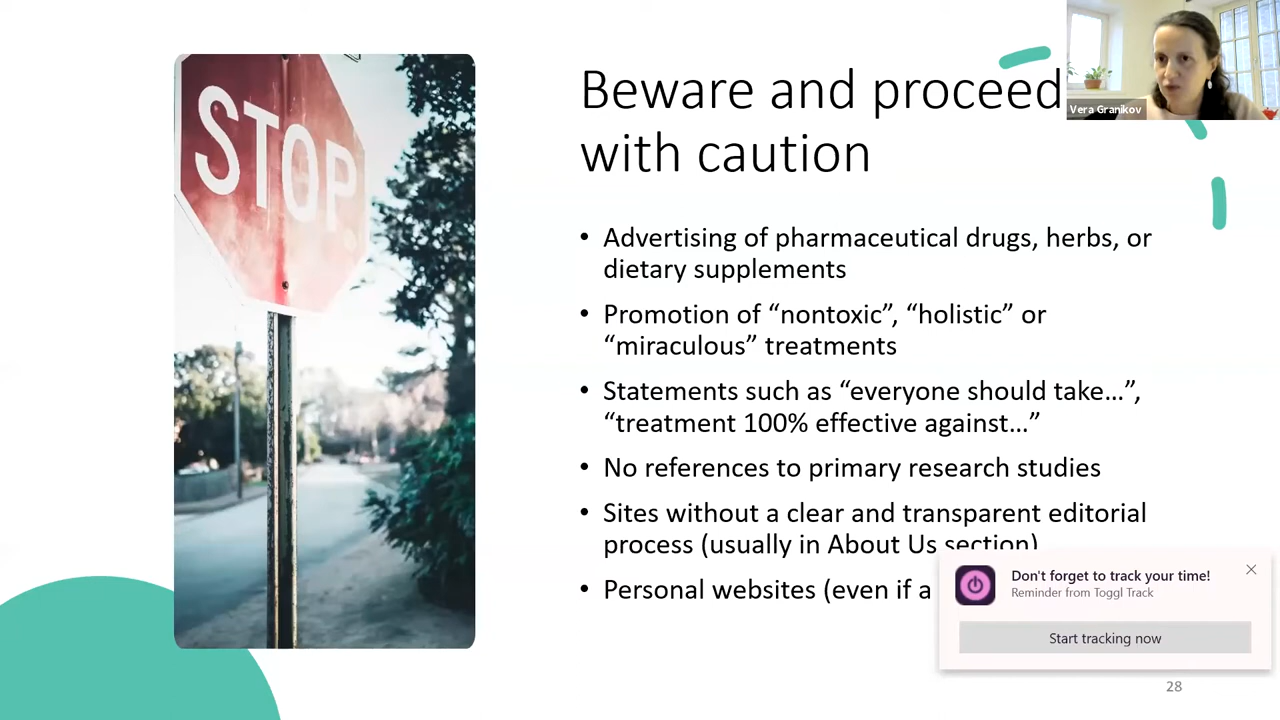 STOP
Beware and proceed
with caution
Vera Granikov
• Advertising of pharmaceutical drugs, herbs, or
dietary supplements
• Promotion of “nontoxic”, “holistic” or
“miraculous” treatments
• Statements such as “everyone should take…”,
“treatment 100% effective against…”
• No references to primary research studies
• Sites without a clear and transparent editorial
process (usually in About Us section)
• Personal websites (even if a
Don't forget to track your time!
Reminder from Toggl Track
Start tracking now
28